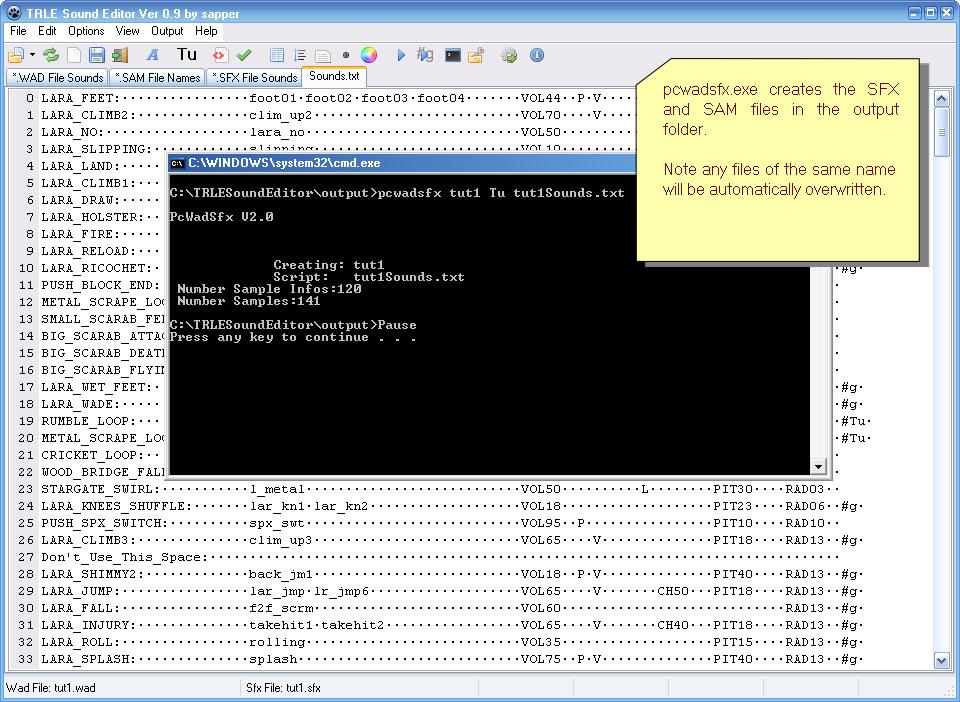 TRLE Sound Editor Ver 0.9 by sapper
File Edit Options View Output Help
Tu
*.WAD File Sounds *.SAM File Names *.SFX File Sounds Sounds.txt
0 LARA_FEET:·············foot01·foot02·foot03·foot04·······VOL44··P·V
1 LARA_CLIMB2:···········clim_up2··························VOL70····V
2 LARA_NO:···············lara_no···························VOL50
3 LARA_SLIPPING:·········slipping··························VOL10
4 LARA_LAND:
5 LARA_CLIMB1:
6 LARA_DRAW:
7 LARA_HOLSTER:
8 LARA_FIRE:
9 LARA_RELOAD:
10 LARA_RICOCHET: ·#g·
11 PUSH_BLOCK_END:
12 METAL_SCRAPE_LO
13 SMALL_SCARAB_FE
14 BIG_SCARAB_ATTA
15 BIG_SCARAB_DEAT
16 BIG_SCARAB_FLYI
17 LARA_WET_FEET: ·#g·
18 LARA_WADE: ·#g·
19 RUMBLE_LOOP: ·#Tu·
20 METAL_SCRAPE_LO ·#Tu·
21 CRICKET_LOOP:
22 WOOD_BRIDGE_FAL
23 STARGATE_SWIRL:···········l_metal···························VOL50··········L·······PIT30····RAD03··
24 LARA_KNEES_SHUFFLE:·······lar_kn1·lar_kn2···················VOL18··················PIT23····RAD06··#g·
25 PUSH_SPX_SWITCH:··········spx_swt···························VOL95··P···············PIT10····RAD10··
26 LARA_CLIMB3:··············clim_up3··························VOL65····V·············PIT18····RAD13··#g·
27 Don't_Use_This_Space:
28 LARA_SHIMMY2:·············back_jm1··························VOL18··P·V·············PIT40····RAD13··#g·
29 LARA_JUMP:················lar_jmp·lr_jmp6···················VOL65····V·······CH50··PIT18····RAD13··#g·
30 LARA_FALL:················f2f_scrm··························VOL60···························RAD13··#g·
31 LARA_INJURY:··············takehit1·takehit2·················VOL65····V·······CH40··PIT18····RAD13··#g·
32 LARA_ROLL:················rolling···························VOL35··················PIT15····RAD13··#g·
33 LARA_SPLASH:··············splash····························VOL75··P·V·············PIT40····RAD13··#g·
C:\WINDOWS\system32\cmd.exe
C:\TRLESoundEditor\output>pcwadsfx tut1 Tu tut1Sounds.txt
PcWadSfx V2.0
Creating: tut1
Script: tut1Sounds.txt
Number Sample Infos:120
Number Samples:141
C:\TRLESoundEditor\output>Pause
Press any key to continue . . .
pcwadsfx.exe creates the SFX
and SAM files in the output
folder.
Note any files of the same name
will be automatically overwritten.
Wad File: tut1.wad
Sfx File: tut1.sfx